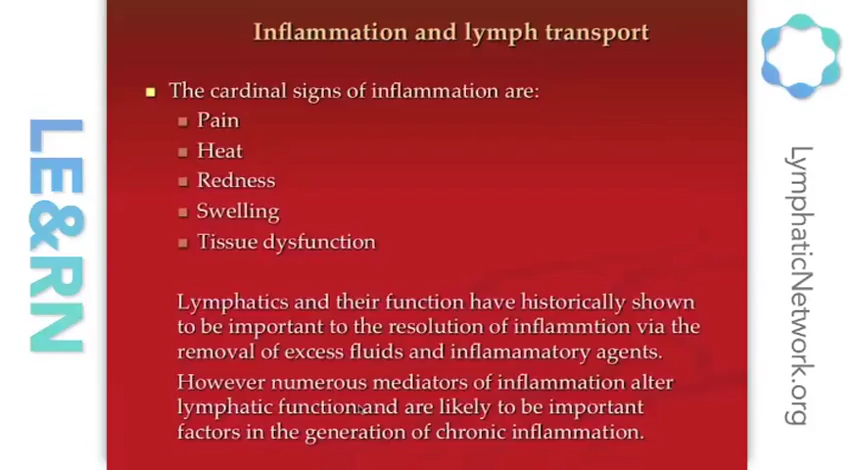 Inflammation and lymph transport
The cardinal signs of inflammation are:
Pain
Heat
Redness
Swelling
Tissue dysfunction
Lymphatics and their function have historically shown
to be important to the resolution of inflammtion via the
removal of excess fluids and inflamamatory agents.
However numerous mediators of inflammation alter
lymphatic function and are likely to be important
factors in the generation of chronic inflammation.
LE&RN
LymphaticNetwork.org